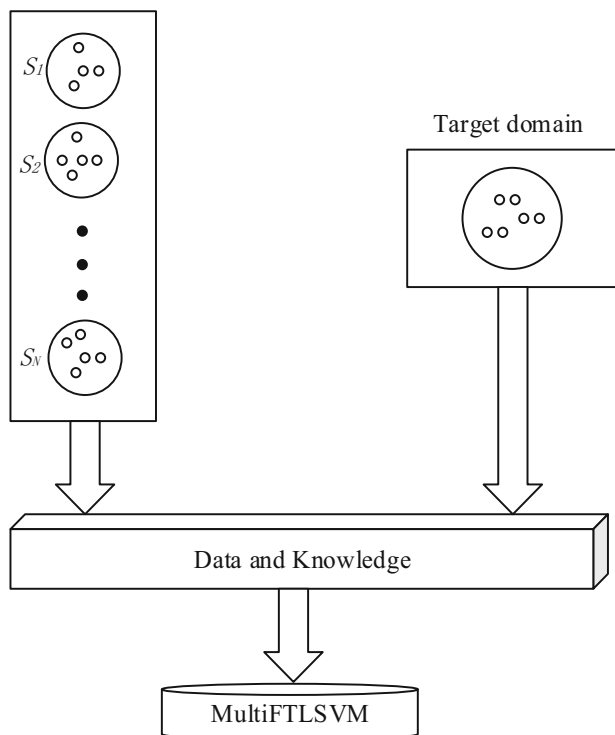 S1
S2
SN
Target domain
Data and Knowledge
MultiFTLSVM